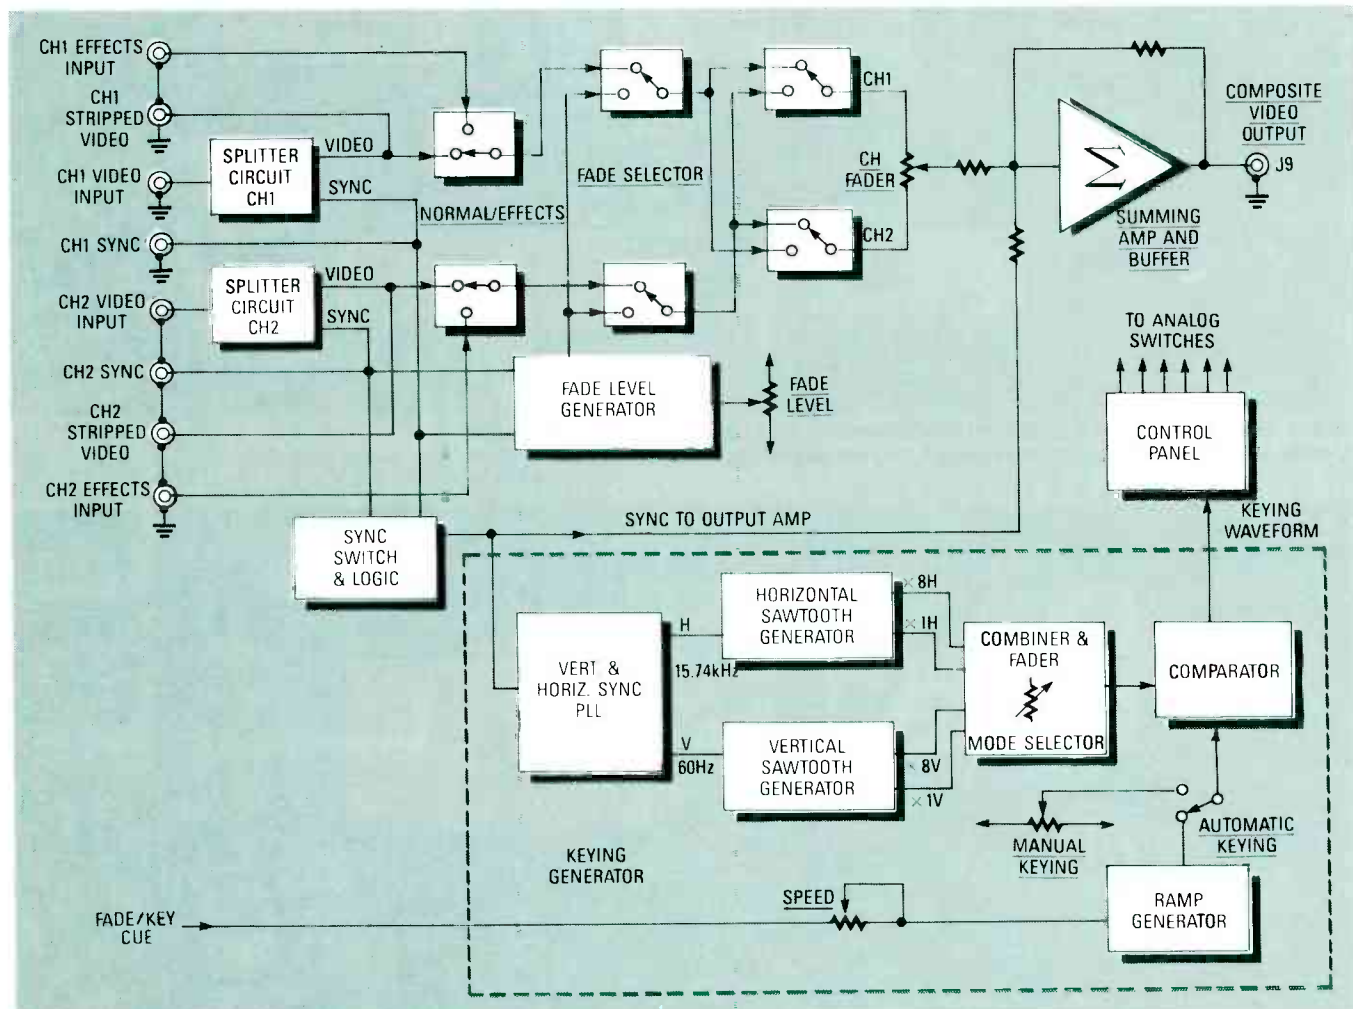 CH1 EFFECTS
INPUT
CH1
STRIPPED
VIDEO
CH1 VIDEO
INPUT
CH1 SYNC
CH2 VIDEO
INPUT
CH2 SYNC
CH2
STRIPPED
VIDEO
CH2 EFFECTS
INPUT
SPLITTER
CIRCUIT
CH1
VIDEO
SYNC
SPLITTER
CIRCUIT
CH2
VIDEO
SYNC
NORMAL/EFFECTS
FADE SELECTOR
CH1
CH
FADER
CH2
Σ
SUMMING
AMP AND
BUFFER
COMPOSITE
VIDEO
OUTPUT
J9
FADE LEVEL
GENERATOR
FADE
LEVEL
TO ANALOG
SWITCHES
CONTROL
PANEL
KEYING
WAVEFORM
SYNC
SWITCH
& LOGIC
SYNC TO OUTPUT AMP
VERT. &
HORIZ. SYNC
PLL
H
15.74kHz
V
60Hz
HORIZONTAL
SAWTOOTH
GENERATOR
× 8H
× 1H
VERTICAL
SAWTOOTH
GENERATOR
× 8V
× 1V
COMBINER &
FADER
MODE SELECTOR
COMPARATOR
MANUAL
KEYING
AUTOMATIC
KEYING
KEYING
GENERATOR
SPEED
RAMP
GENERATOR
FADE/KEY
CUE